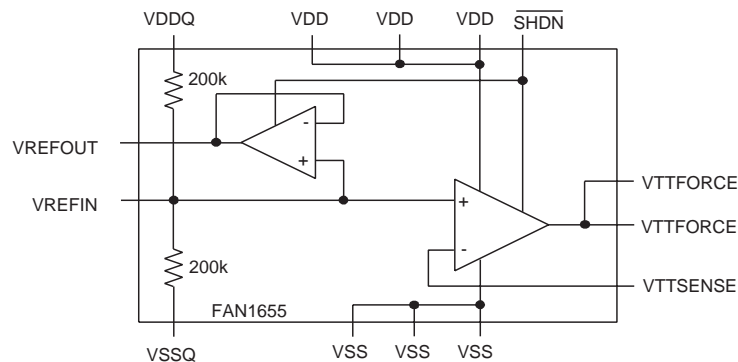 VDDQ VDD VDD VDD SHDN
200k
VREFOUT
-
+
VREFIN
+
-
VTTFORCE
VTTFORCE
200k
VTTSENSE
FAN1655
VSSQ VSS VSS VSS